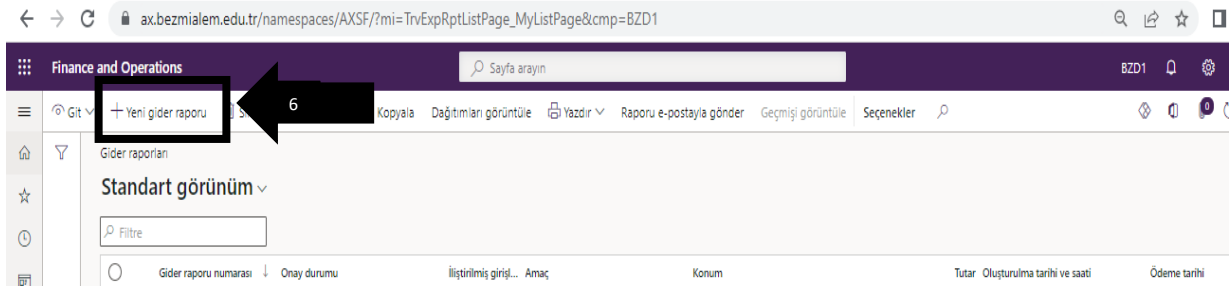 ax.bezmialem.edu.tr/namespaces/AXSF/?mi=TrvExpRptListPage_MyListPage&cmp=BZD1
Finance and Operations Sayfa arayın BZD1
Git + Yeni gider raporu 6 Kopyala Dağıtımları görüntüle Yazdır Raporu e-postayla gönder Geçmişi görüntüle Seçenekler 0
Gider raporları
Standart görünüm
Filtre
Gider raporu numarası ↓ Onay durumu İliştirilmiş girişl... Amaç Konum Tutar Oluşturulma tarihi ve saati Ödeme tarihi